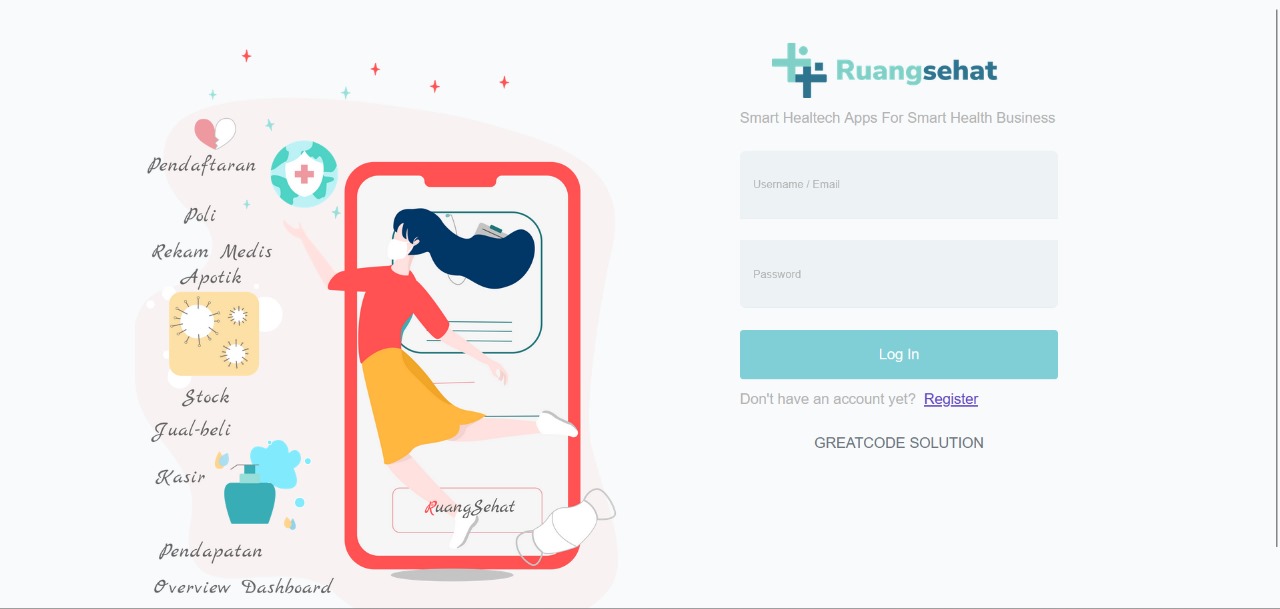 Pendaftaran
Poli
Rekam Medis
Apotik
Stock
Jual-beli
Kasir
Pendapatan
Overview Dashboard
RuangSehat
Ruangsehat
Smart Healtech Apps For Smart Health Business
Username / Email
Password
Log In
Don't have an account yet? Register
GREATCODE SOLUTION